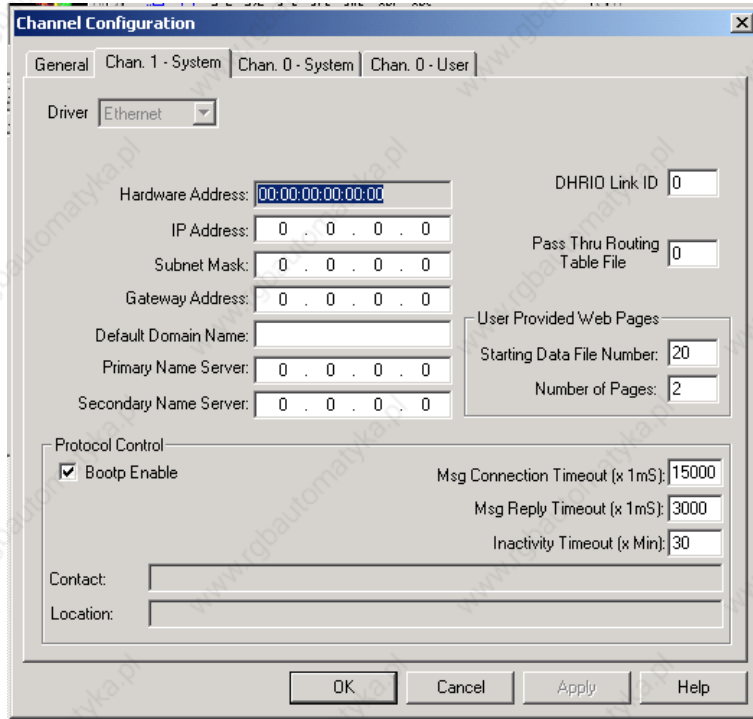 Channel Configuration
General Chan. 1 - System Chan. 0 - System Chan. 0 - User
Driver Ethernet
Hardware Address: 00:00:00:00:00:00
DHRIO Link ID 0
IP Address: 0 . 0 . 0 . 0
Subnet Mask: 0 . 0 . 0 . 0
Pass Thru Routing
Table File 0
Gateway Address: 0 . 0 . 0 . 0
Default Domain Name:
Primary Name Server: 0 . 0 . 0 . 0
Secondary Name Server: 0 . 0 . 0 . 0
User Provided Web Pages
Starting Data File Number: 20
Number of Pages: 2
Protocol Control
Bootp Enable
Msg Connection Timeout (x 1mS): 15000
Msg Reply Timeout (x 1mS): 3000
Inactivity Timeout (x Min): 30
Contact:
Location:
OK Cancel Apply Help
www.rgbautomatyka.pl